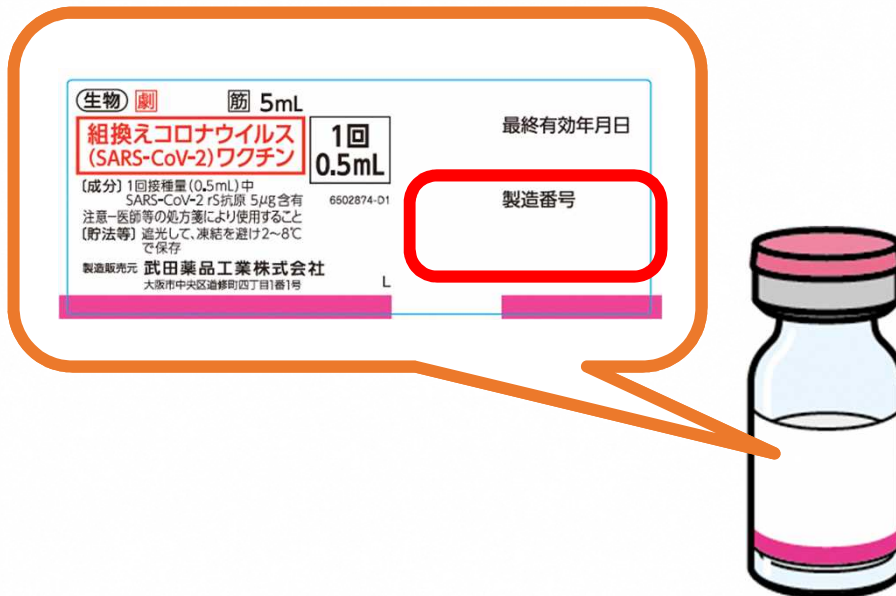 生物 劇 筋 5mL
組換えコロナウイルス
(SARS-CoV-2)ワクチン
1回
0.5mL
〔成分〕1回接種量(0.5mL)中
SARS-CoV-2 rS抗原 5μg含有
注意-医師等の処方箋により使用すること
〔貯法等〕遮光して、凍結を避け2~8℃
で保存
6502874-D1
製造販売元 武田薬品工業株式会社
大阪市中央区道修町四丁目1番1号
L
最終有効年月日
製造番号